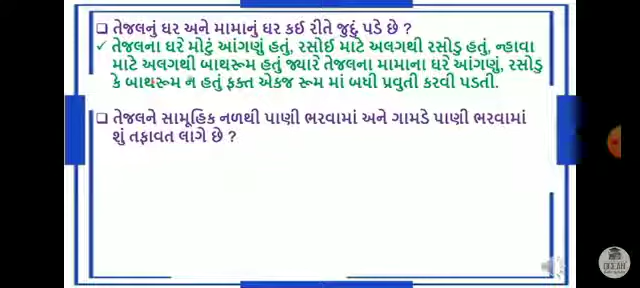 ❑ તેજલનું ઘર અને મામાનું ઘર કઈ રીતે જુદું પડે છે ?
✓ તેજલના ઘરે મોટું આંગણું હતું, રસોઈ માટે અલગથી રસોડુ હતું, ન્હાવા
માટે અલગથી બાથરૂમ હતું જ્યારે તેજલના મામાના ઘરે આંગણું, રસોડુ
કે બાથરૂમ ન હતું ફક્ત એકજ રૂમ માં બધી પ્રવુતી કરવી પડતી.
❑ તેજલને સામૂહિક નળથી પાણી ભરવામાં અને ગામડે પાણી ભરવામાં
શું તફાવત લાગે છે ?